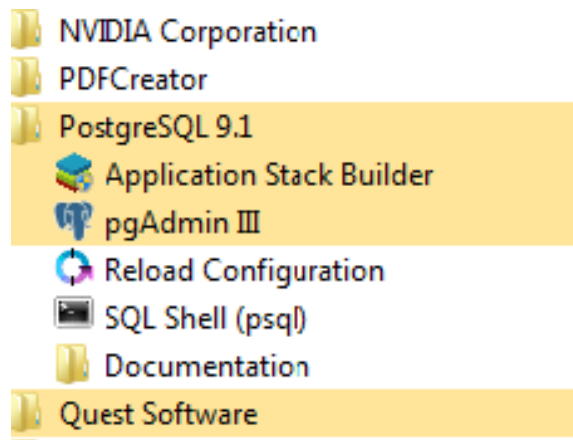 NVIDIA Corporation
PDFCreator
PostgreSQL 9.1
Application Stack Builder
pgAdmin III
Reload Configuration
SQL Shell (psql)
Documentation
Quest Software